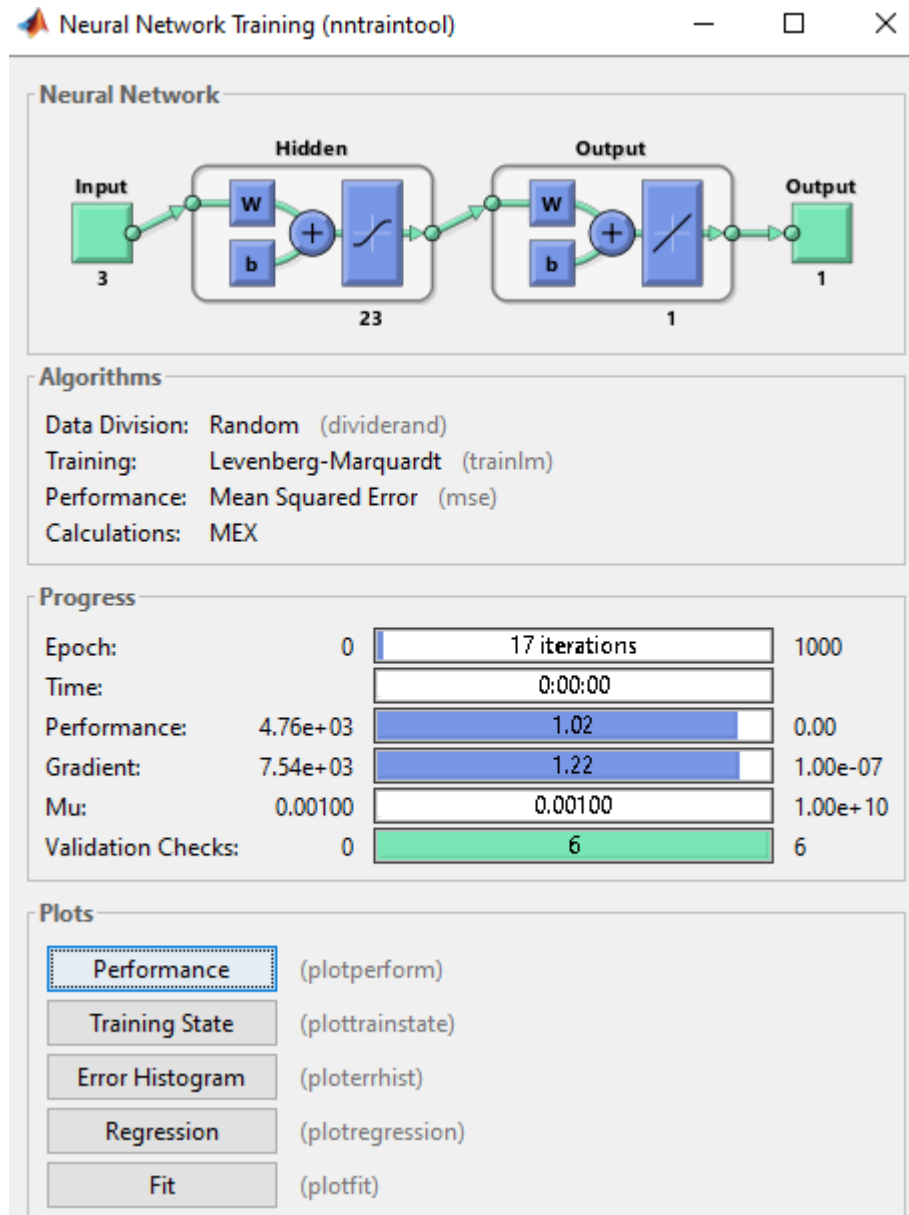 Neural Network Training (nntraintool)
Neural Network
Hidden Output
Input Output
W W
b b
3 1
23 1
Algorithms
Data Division: Random (dividerand)
Training: Levenberg-Marquardt (trainlm)
Performance: Mean Squared Error (mse)
Calculations: MEX
Progress
Epoch: 0 17 iterations 1000
Time: 0:00:00
Performance: 4.76e+03 1.02 0.00
Gradient: 7.54e+03 1.22 1.00e-07
Mu: 0.00100 0.00100 1.00e+10
Validation Checks: 0 6 6
Plots
Performance (plotperform)
Training State (plottrainstate)
Error Histogram (ploterrhist)
Regression (plotregression)
Fit (plotfit)